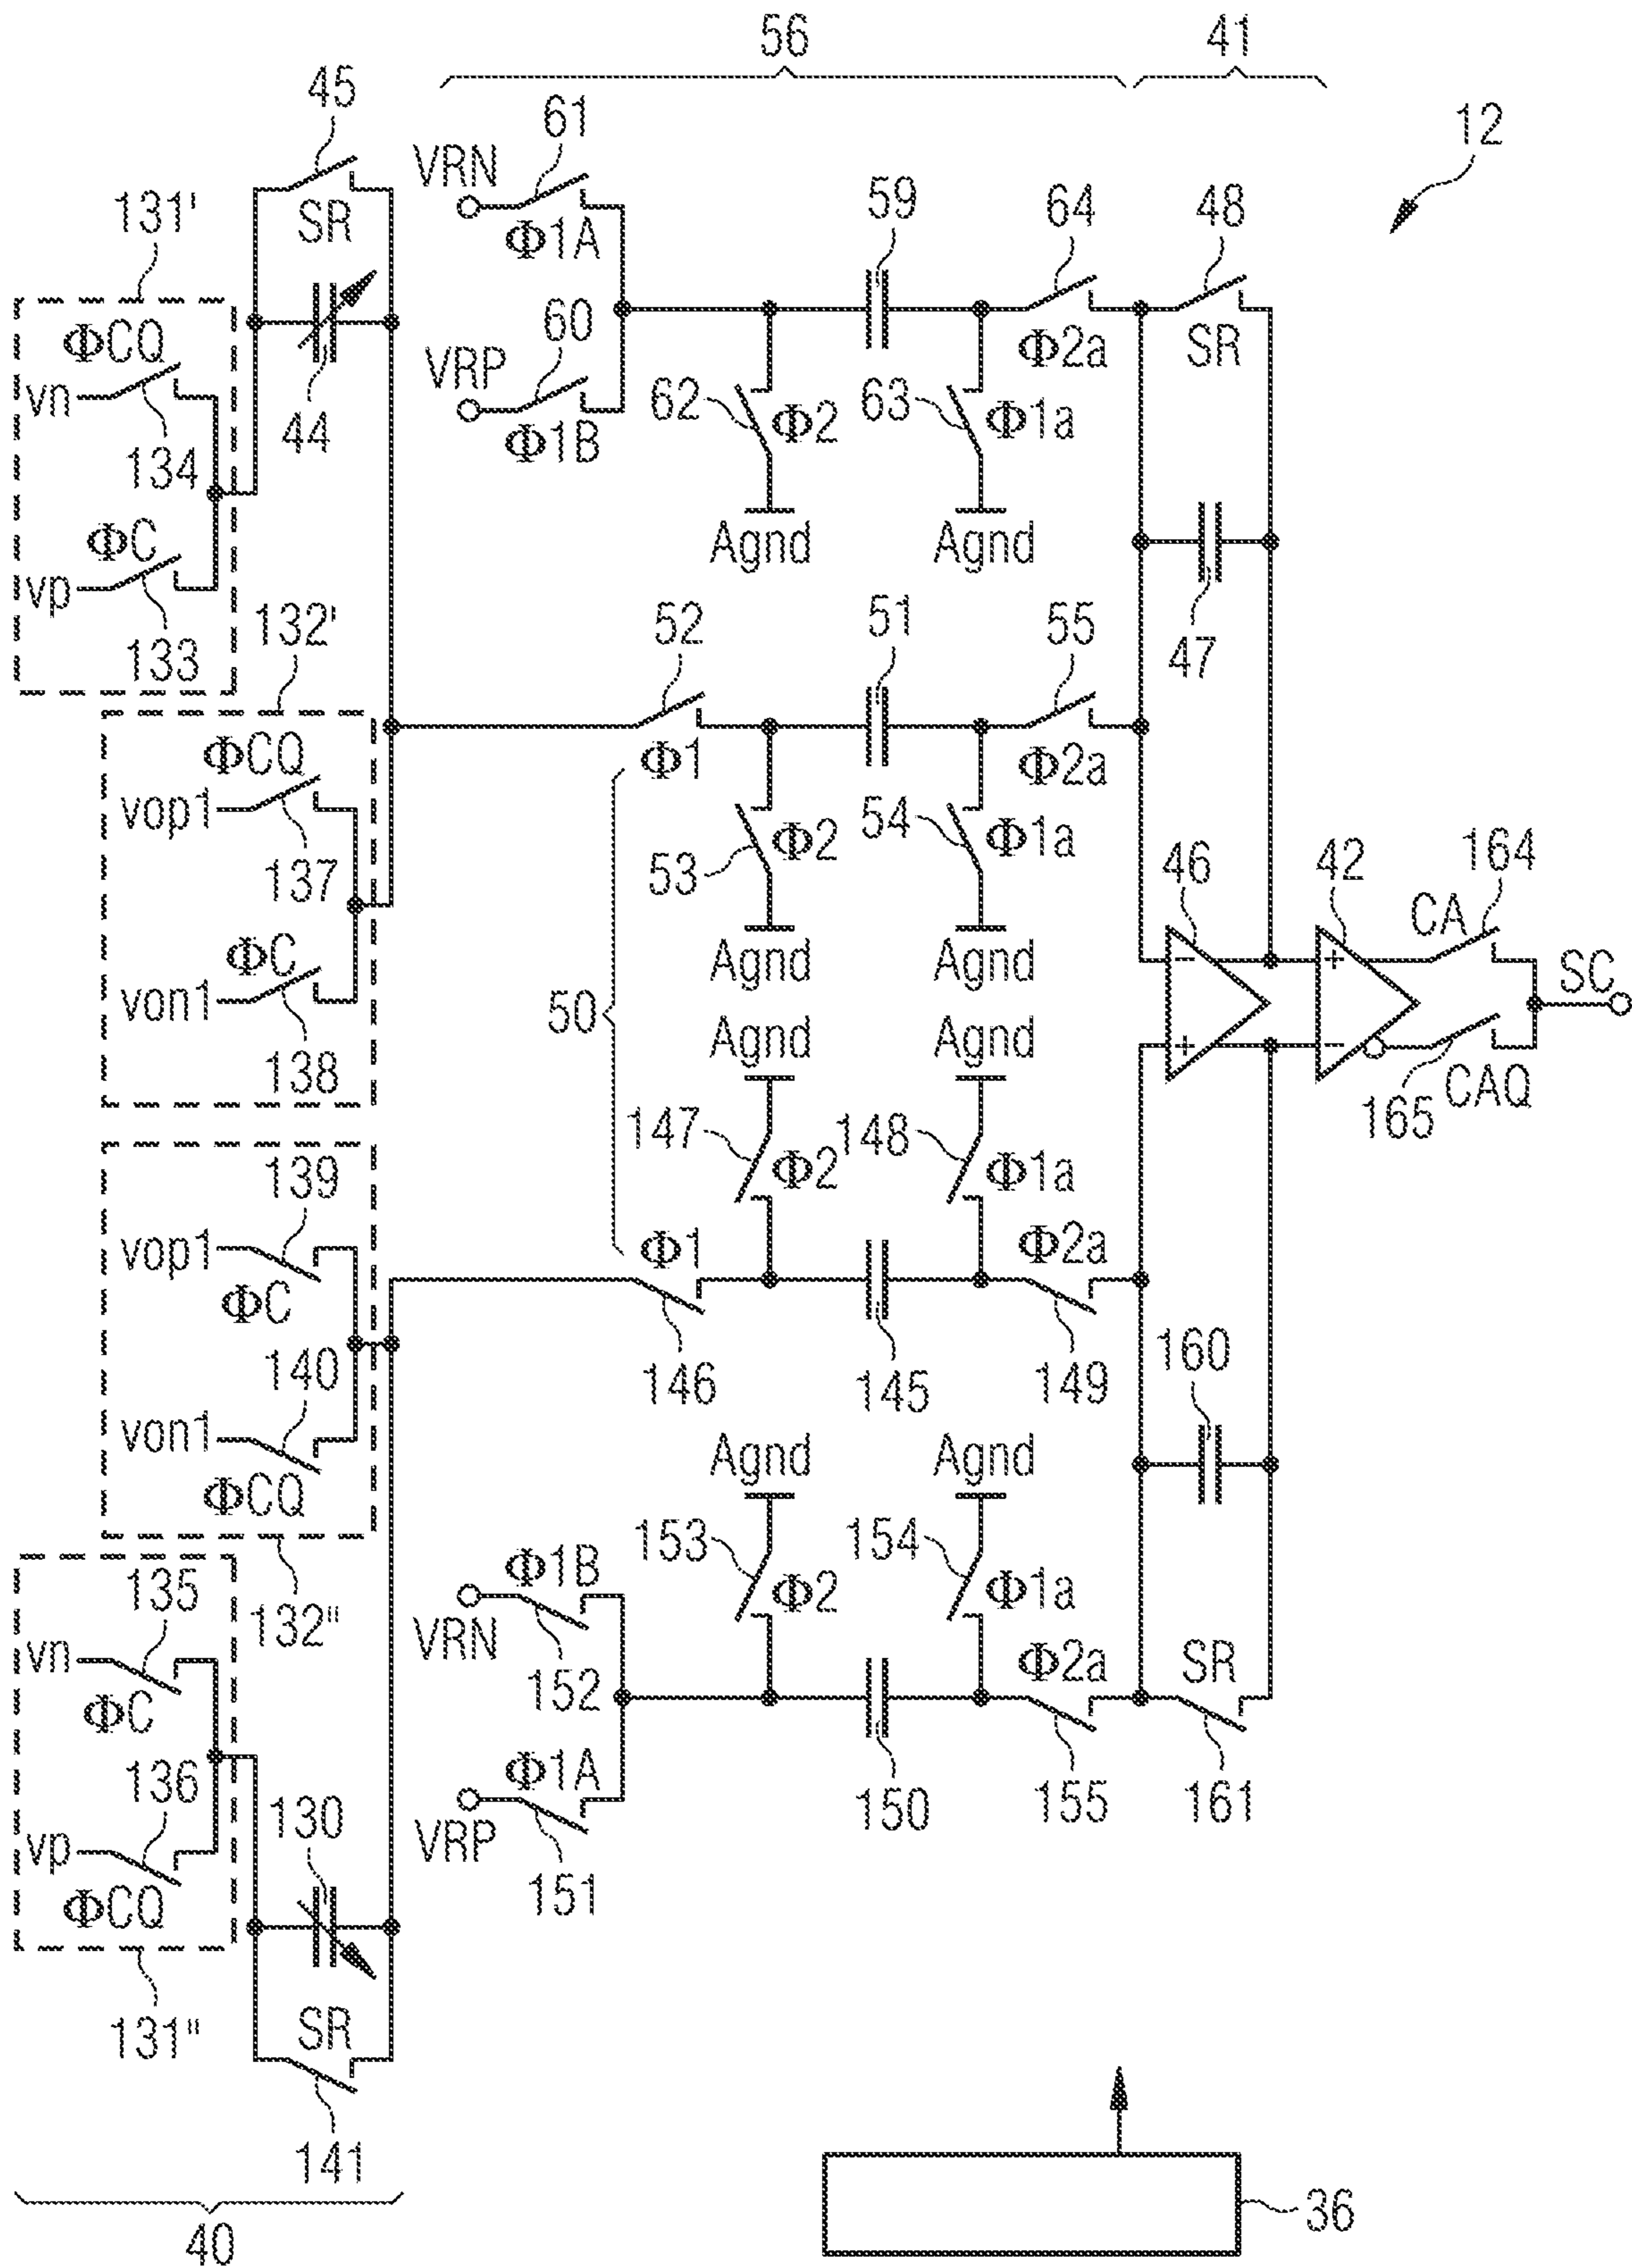 56
41
45
61
12
VRN
59
64
48
131'
SR
Φ1A
ΦCQ
60
VRP
Φ2a
SR
vn
44
62
Φ2
63
Φ1a
134
Φ1B
ΦC
Agnd
Agnd
vp
132'
52
51
55
47
133
ΦCQ
Φ1
Φ2a
vop1
54
137
53
Φ2
Φ1a
46
42
164
CA
ΦC
Agnd
Agnd
SC
von1
50
Agnd
Agnd
138
CAQ
165
147
148
139
Φ2
Φ1a
vop1
Φ1
Φ2a
ΦC
140
146
145
149
160
von1
Agnd
Agnd
ΦCQ
153
154
135
Φ1B
Φ2
Φ1a
132"
vn
VRN
152
Φ2a
SR
ΦC
136
Φ1A
130
150
155
161
vp
VRP
151
ΦCQ
131"
SR
141
36
40